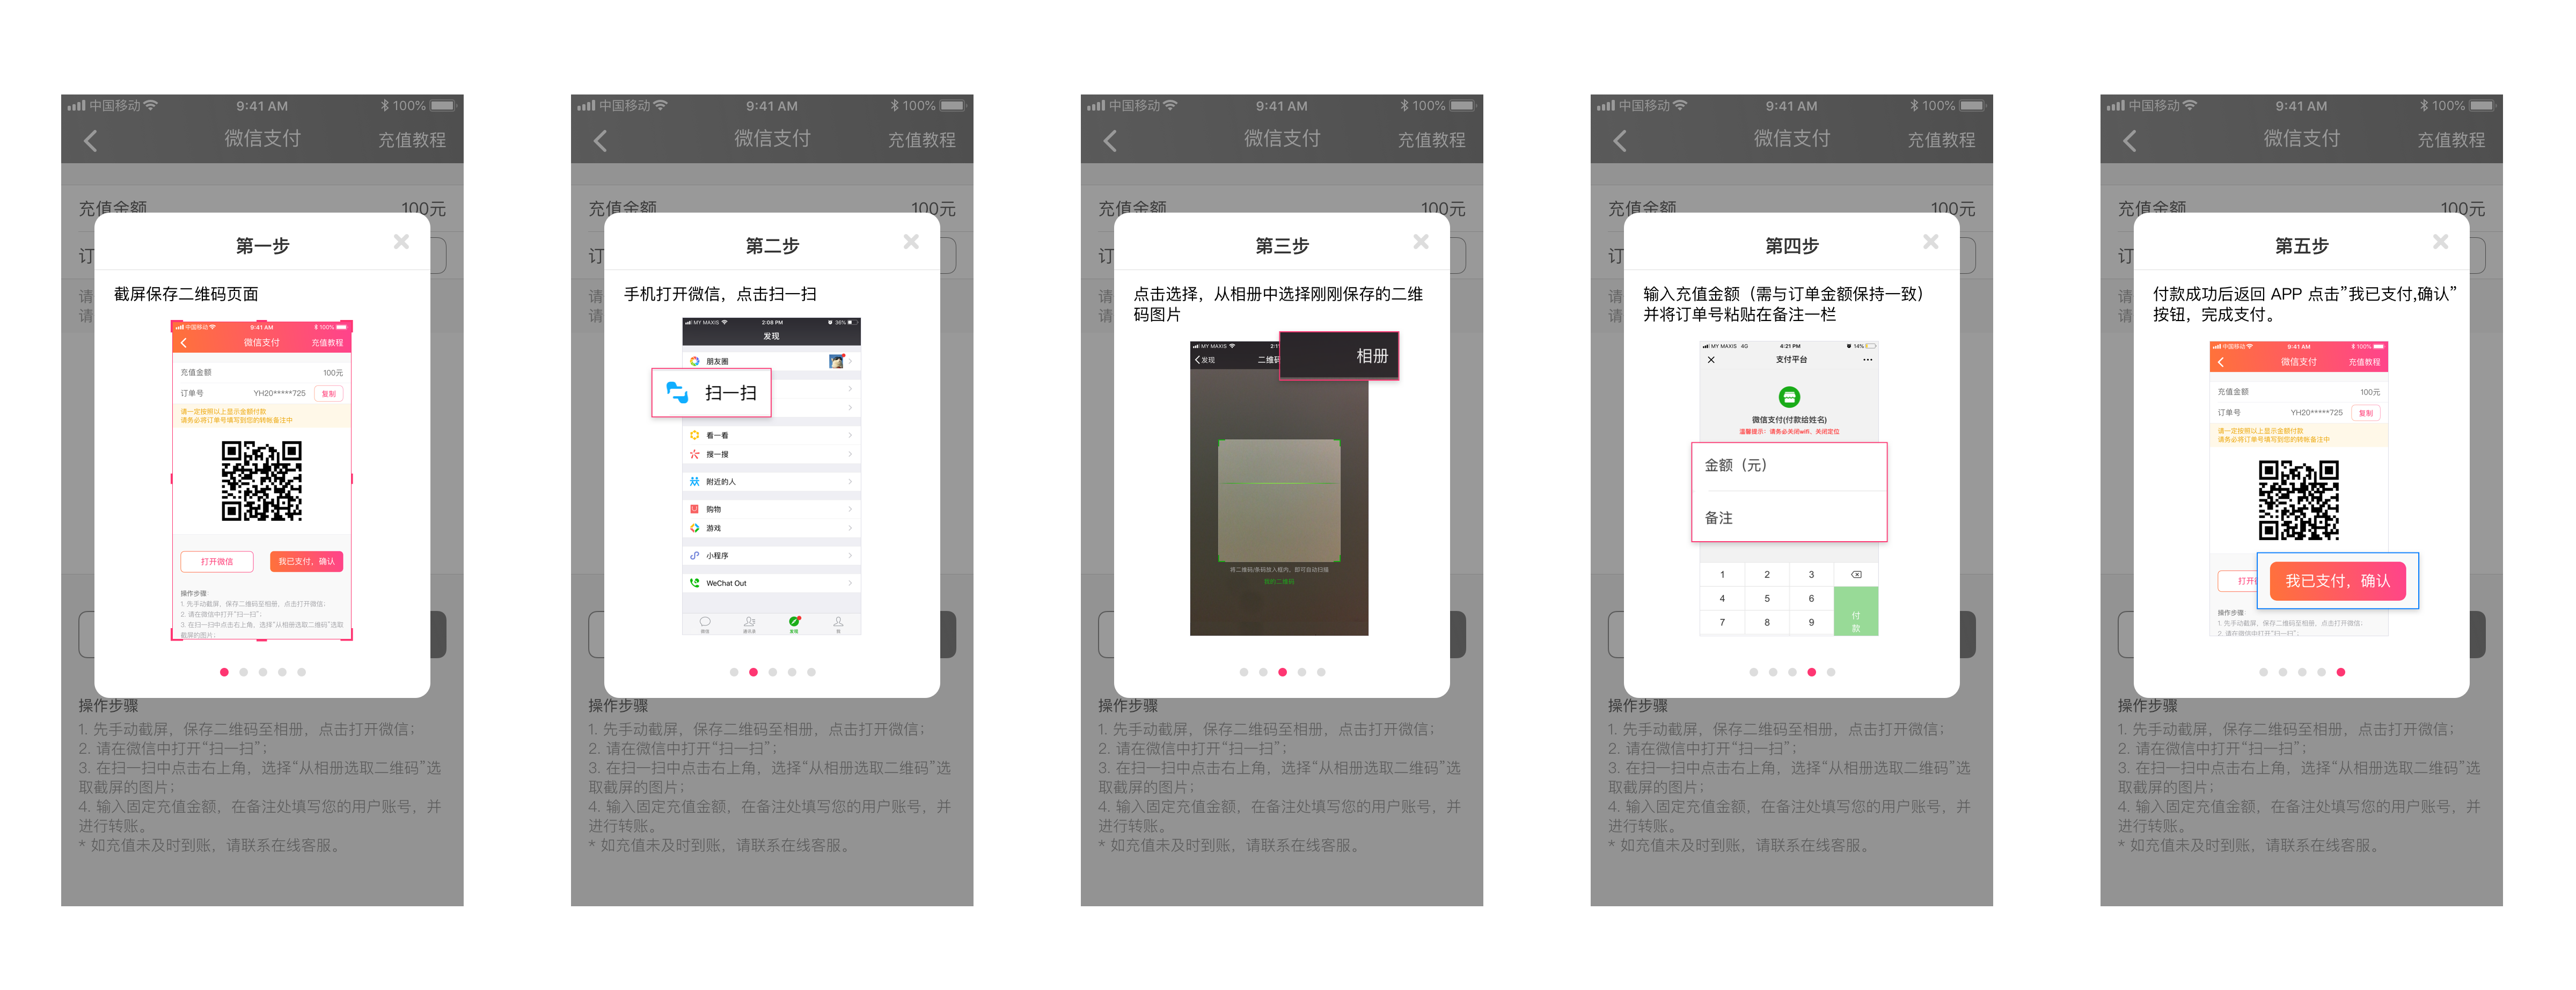 中国移动 9:41 AM 100%
微信支付 充值教程
充值金额 100元
订
请
请
第一步
截屏保存二维码页面
中国移动 9:41 AM 100%
微信支付 充值教程
充值金额 100元
订单号 YH20*****725 复制
请一定按照以上显示金额付款
请务必将订单号填写到您的转账备注中
打开微信 我已支付，确认
操作步骤
1. 先手动截屏，保存二维码至相册，点击打开微信；
2. 请在微信中打开“扫一扫”；
3. 在扫一扫中点击右上角，选择“从相册选取二维码”选取
截屏的图片；
操作步骤
1. 先手动截屏，保存二维码至相册，点击打开微信；
2. 请在微信中打开“扫一扫”；
3. 在扫一扫中点击右上角，选择“从相册选取二维码”选
取截屏的图片；
4. 输入固定充值金额，在备注处填写您的用户账号，并
进行转账。
* 如充值未及时到账，请联系在线客服。
中国移动 9:41 AM 100%
微信支付 充值教程
充值金额 100元
订
请
请
第二步
手机打开微信，点击扫一扫
MY MAXIS 2:08 PM 36%
发现
朋友圈
扫一扫
看一看
搜一搜
附近的人
购物
游戏
小程序
WeChat Out
微信 通讯录 发现 我
操作步骤
1. 先手动截屏，保存二维码至相册，点击打开微信；
2. 请在微信中打开“扫一扫”；
3. 在扫一扫中点击右上角，选择“从相册选取二维码”选
取截屏的图片；
4. 输入固定充值金额，在备注处填写您的用户账号，并
进行转账。
* 如充值未及时到账，请联系在线客服。
中国移动 9:41 AM 100%
微信支付 充值教程
充值金额 100元
订
请
请
第三步
点击选择，从相册中选择刚刚保存的二维
码图片
MY MAXIS
发现 二维码
相册
将二维码/条码放入框内，即可自动扫描
我的二维码
操作步骤
1. 先手动截屏，保存二维码至相册，点击打开微信；
2. 请在微信中打开“扫一扫”；
3. 在扫一扫中点击右上角，选择“从相册选取二维码”选
取截屏的图片；
4. 输入固定充值金额，在备注处填写您的用户账号，并
进行转账。
* 如充值未及时到账，请联系在线客服。
中国移动 9:41 AM 100%
微信支付 充值教程
充值金额 100元
订
请
请
第四步
输入充值金额（需与订单金额保持一致）
并将订单号粘贴在备注一栏
MY MAXIS 4G 4:21 PM 14%
支付平台
微信支付(付款给姓名)
温馨提示：请务必关闭wifi、关闭定位
金额（元）
备注
1 2 3
4 5 6
7 8 9
付
款
操作步骤
1. 先手动截屏，保存二维码至相册，点击打开微信；
2. 请在微信中打开“扫一扫”；
3. 在扫一扫中点击右上角，选择“从相册选取二维码”选
取截屏的图片；
4. 输入固定充值金额，在备注处填写您的用户账号，并
进行转账。
* 如充值未及时到账，请联系在线客服。
中国移动 9:41 AM 100%
微信支付 充值教程
充值金额 100元
订
请
请
第五步
付款成功后返回 APP 点击”我已支付,确认”
按钮，完成支付。
中国移动 9:41 AM 100%
微信支付 充值教程
充值金额 100元
订单号 YH20*****725 复制
请一定按照以上显示金额付款
请务必将订单号填写到您的转账备注中
打开
我已支付，确认
操作步骤
1. 先手动截屏，保存二维码至相册，点击打开微信；
2. 请在微信中打开“扫一扫”；
操作步骤
1. 先手动截屏，保存二维码至相册，点击打开微信；
2. 请在微信中打开“扫一扫”；
3. 在扫一扫中点击右上角，选择“从相册选取二维码”选
取截屏的图片；
4. 输入固定充值金额，在备注处填写您的用户账号，并
进行转账。
* 如充值未及时到账，请联系在线客服。